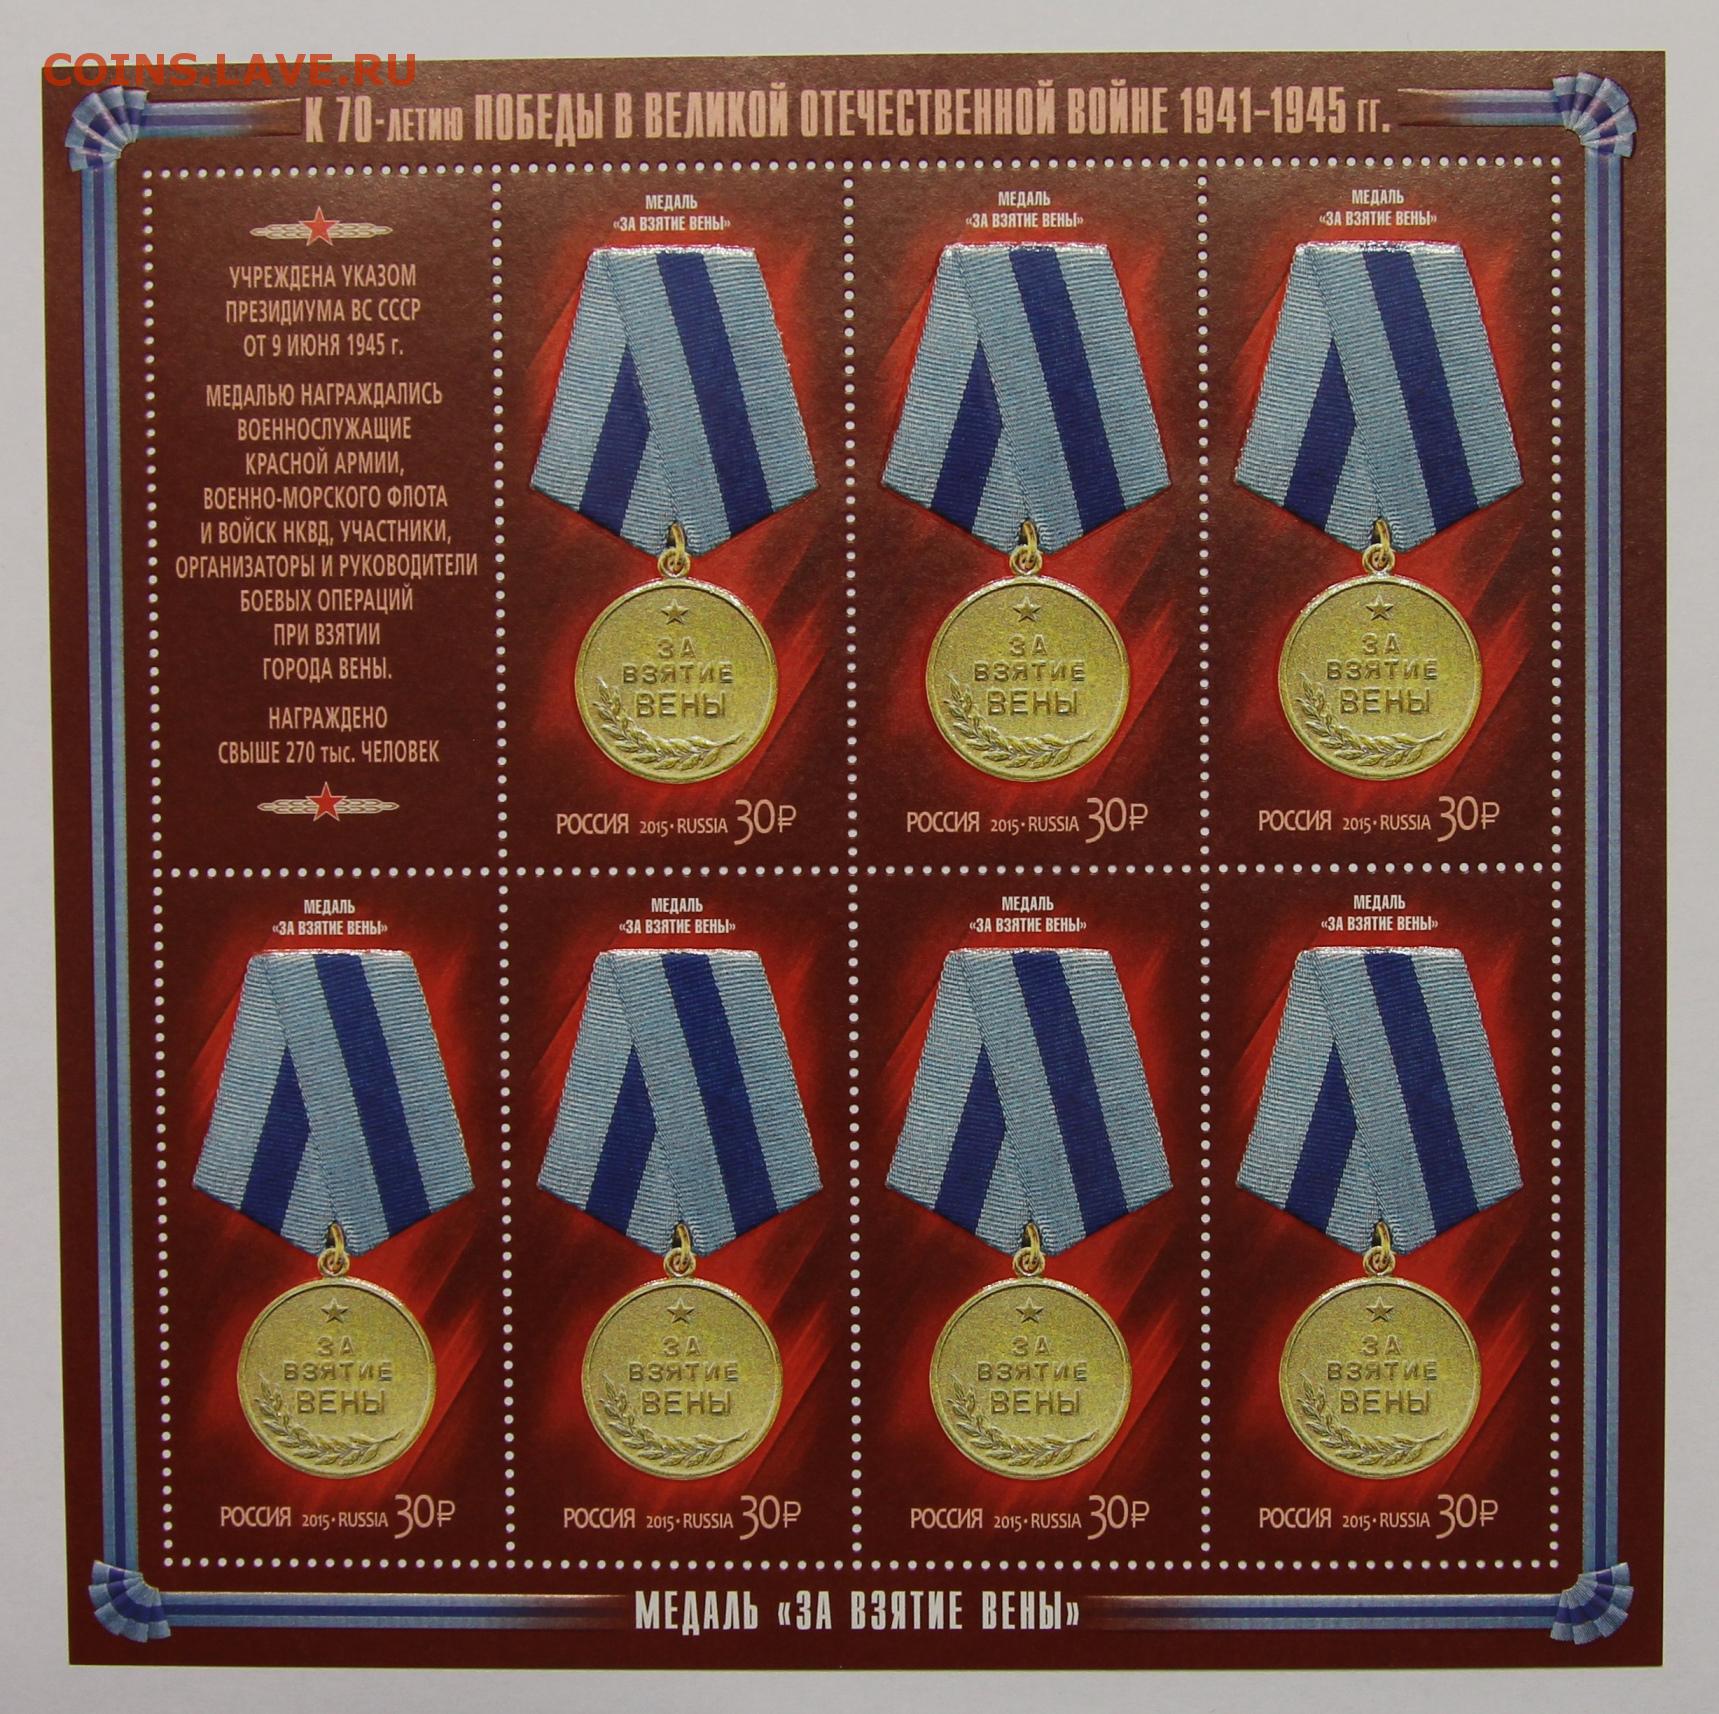 COINS.LAVE.RU
К 70-ЛЕТИЮ ПОБЕДЫ В ВЕЛИКОЙ ОТЕЧЕСТВЕННОЙ ВОЙНЕ 1941–1945 ГГ.
УЧРЕЖДЕНА УКАЗОМ
ПРЕЗИДИУМА ВС СССР
ОТ 9 ИЮНЯ 1945 г.
МЕДАЛЬЮ НАГРАЖДАЛИСЬ
ВОЕННОСЛУЖАЩИЕ
КРАСНОЙ АРМИИ,
ВОЕННО-МОРСКОГО ФЛОТА
И ВОЙСК НКВД, УЧАСТНИКИ,
ОРГАНИЗАТОРЫ И РУКОВОДИТЕЛИ
БОЕВЫХ ОПЕРАЦИЙ
ПРИ ВЗЯТИИ
ГОРОДА ВЕНЫ.
НАГРАЖДЕНО
СВЫШЕ 270 тыс. ЧЕЛОВЕК
МЕДАЛЬ
«ЗА ВЗЯТИЕ ВЕНЫ»
ЗА
ВЗЯТИЕ
ВЕНЫ
РОССИЯ 2015 • RUSSIA 30₽
МЕДАЛЬ
«ЗА ВЗЯТИЕ ВЕНЫ»
ЗА
ВЗЯТИЕ
ВЕНЫ
РОССИЯ 2015 • RUSSIA 30₽
МЕДАЛЬ
«ЗА ВЗЯТИЕ ВЕНЫ»
ЗА
ВЗЯТИЕ
ВЕНЫ
РОССИЯ 2015 • RUSSIA 30₽
МЕДАЛЬ
«ЗА ВЗЯТИЕ ВЕНЫ»
ЗА
ВЗЯТИЕ
ВЕНЫ
РОССИЯ 2015 • RUSSIA 30₽
МЕДАЛЬ
«ЗА ВЗЯТИЕ ВЕНЫ»
ЗА
ВЗЯТИЕ
ВЕНЫ
РОССИЯ 2015 • RUSSIA 30₽
МЕДАЛЬ
«ЗА ВЗЯТИЕ ВЕНЫ»
ЗА
ВЗЯТИЕ
ВЕНЫ
РОССИЯ 2015 • RUSSIA 30₽
МЕДАЛЬ
«ЗА ВЗЯТИЕ ВЕНЫ»
ЗА
ВЗЯТИЕ
ВЕНЫ
РОССИЯ 2015 • RUSSIA 30₽
МЕДАЛЬ «ЗА ВЗЯТИЕ ВЕНЫ»